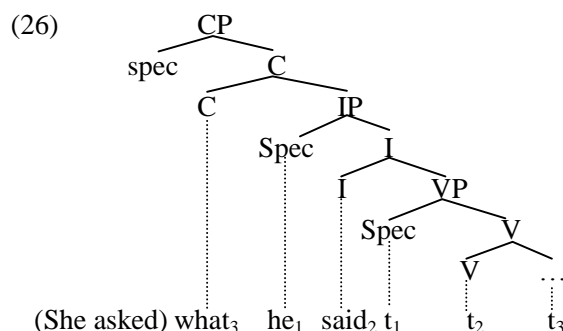 (26)
CP
spec C
C IP
Spec I
I VP
Spec V
V ...
(She asked) what₃ he₁ said₂ t₁ t₂ t₃